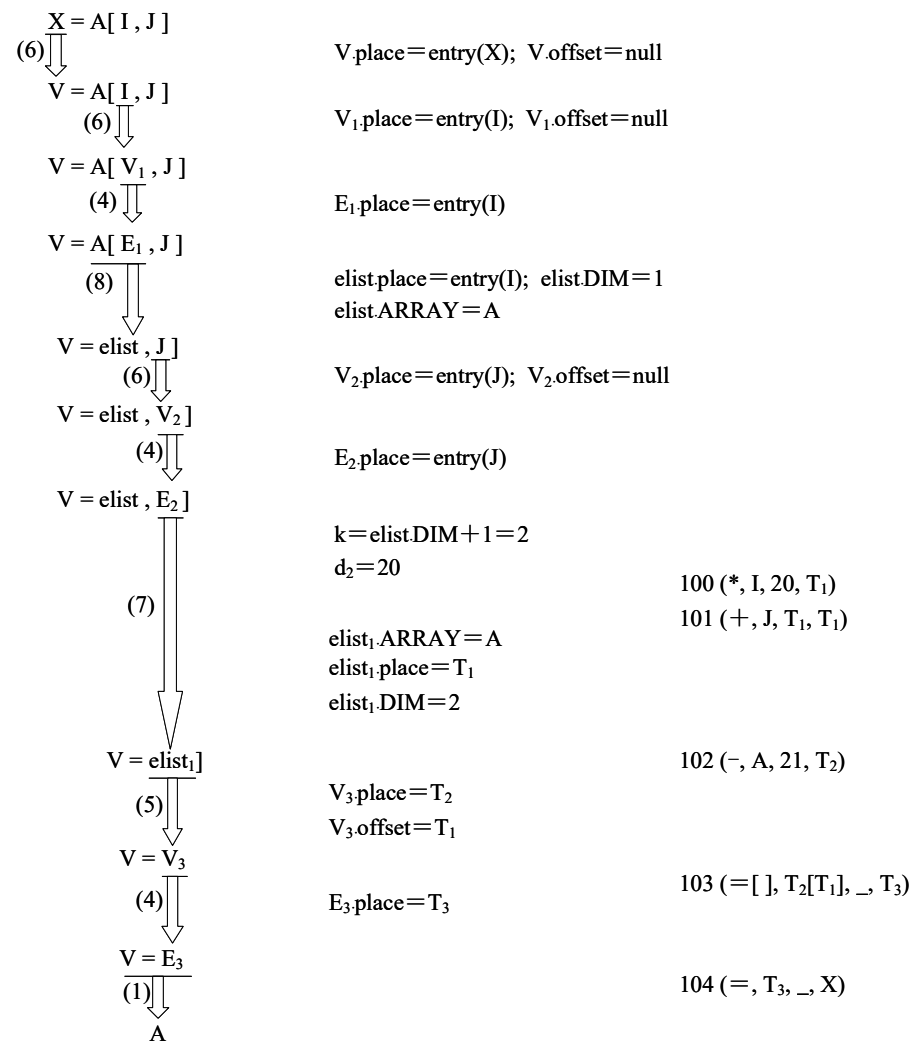 X = A[ I , J ]
(6)
V.place＝entry(X); V.offset＝null
V = A[ I , J ]
(6)
V₁.place＝entry(I); V₁.offset＝null
V = A[ V₁ , J ]
(4)
E₁.place＝entry(I)
V = A[ E₁ , J ]
(8)
elist.place＝entry(I); elist.DIM＝1
elist.ARRAY＝A
V = elist , J ]
(6)
V₂.place＝entry(J); V₂.offset＝null
V = elist , V₂ ]
(4)
E₂.place＝entry(J)
V = elist , E₂ ]
k＝elist.DIM＋1＝2
d₂＝20
100 (*, I, 20, T₁)
(7)
101 (＋, J, T₁, T₁)
elist₁.ARRAY＝A
elist₁.place＝T₁
elist₁.DIM＝2
V = elist₁]
102 (−, A, 21, T₂)
(5)
V₃.place＝T₂
V₃.offset＝T₁
V = V₃
103 (＝[ ], T₂[T₁], _, T₃)
(4)
E₃.place＝T₃
V = E₃
(1)
104 (＝, T₃, _, X)
A